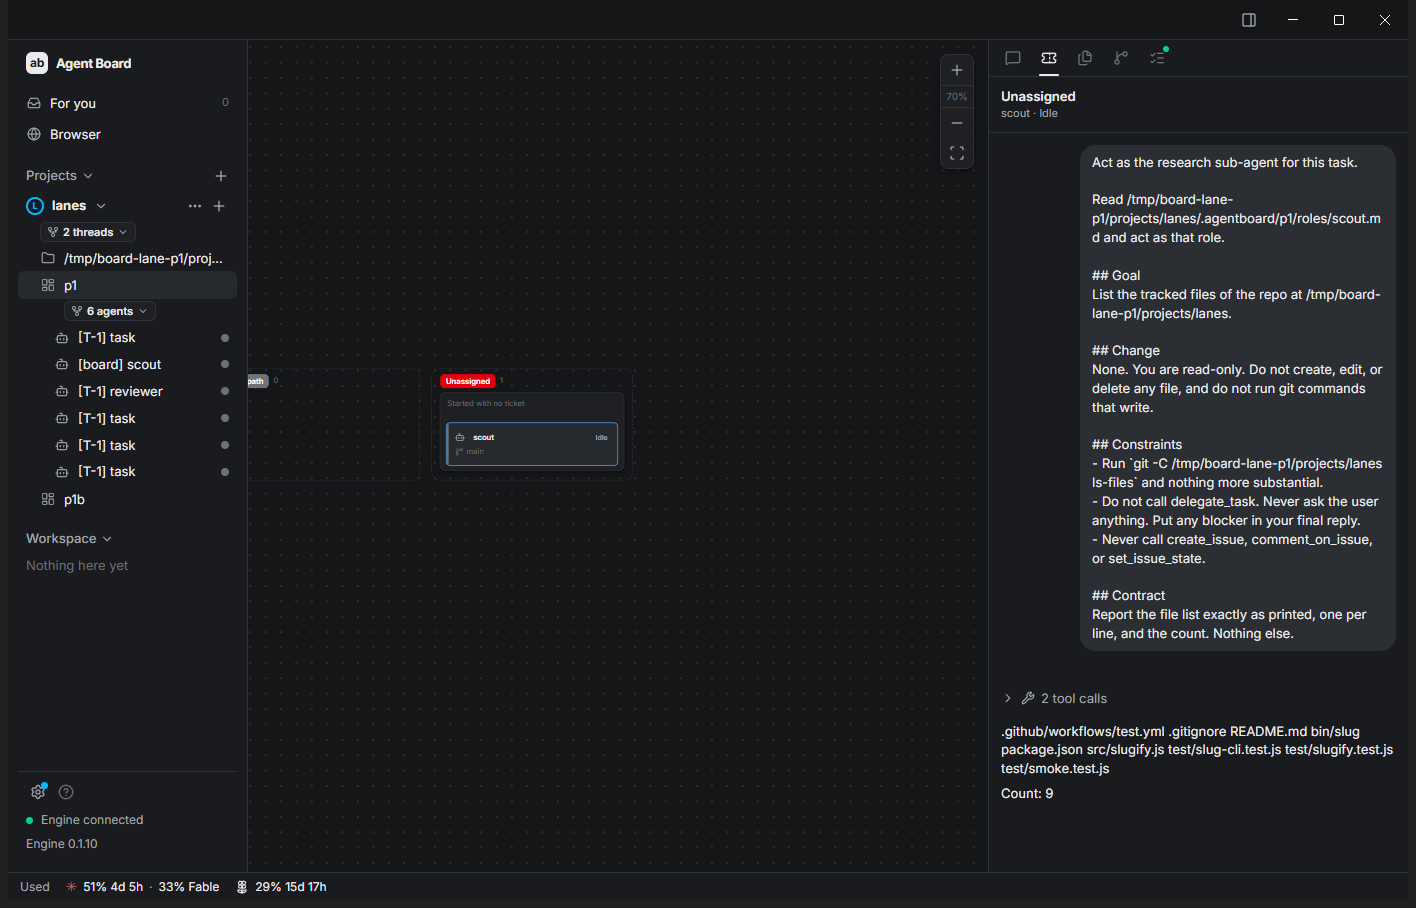 ab Agent Board
For you 0
Browser
Projects
L lanes
2 threads
/tmp/board-lane-p1/proj...
p1
6 agents
[T-1] task
[board] scout
[T-1] reviewer
[T-1] task
[T-1] task
[T-1] task
p1b
Workspace
Nothing here yet
Engine connected
Engine 0.1.10
70%
path 0
Unassigned 1
Started with no ticket
scout Idle
main
Unassigned
scout · Idle
Act as the research sub-agent for this task.
Read /tmp/board-lane-
p1/projects/lanes/.agentboard/p1/roles/scout.m
d and act as that role.
## Goal
List the tracked files of the repo at /tmp/board-
lane-p1/projects/lanes.
## Change
None. You are read-only. Do not create, edit, or
delete any file, and do not run git commands
that write.
## Constraints
- Run `git -C /tmp/board-lane-p1/projects/lanes
ls-files` and nothing more substantial.
- Do not call delegate_task. Never ask the user
anything. Put any blocker in your final reply.
- Never call create_issue, comment_on_issue,
or set_issue_state.
## Contract
Report the file list exactly as printed, one per
line, and the count. Nothing else.
2 tool calls
.github/workflows/test.yml .gitignore README.md bin/slug
package.json src/slugify.js test/slug-cli.test.js test/slugify.test.js
test/smoke.test.js
Count: 9
Used 51% 4d 5h · 33% Fable 29% 15d 17h